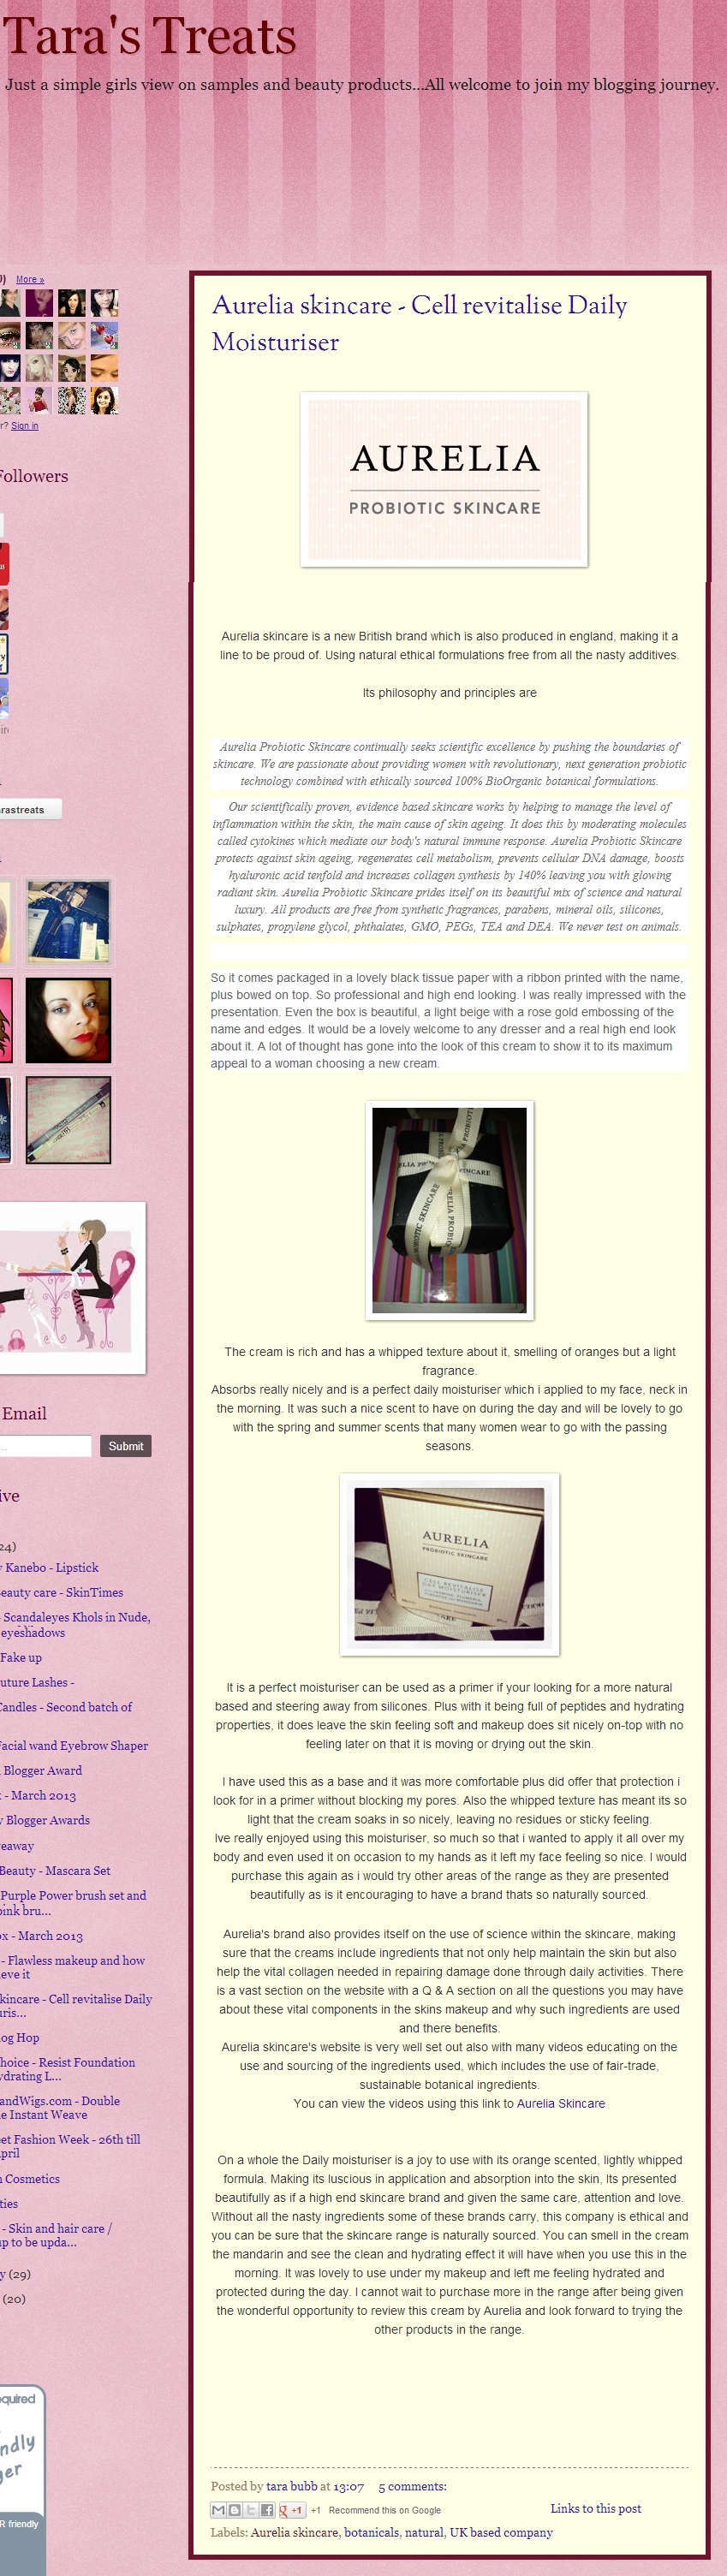 Tara's Treats
Just a simple girls view on samples and beauty products...All welcome to join my blogging journey.
More »
Sign in
Followers
rastreats
Email
Submit
24)
Kanebo - Lipstick
eauty care - SkinTimes
Scandaleyes Khols in Nude,
eyeshadows
Fake up
uture Lashes -
Candles - Second batch of
Facial wand Eyebrow Shaper
Blogger Award
- March 2013
Blogger Awards
eaway
Beauty - Mascara Set
Purple Power brush set and
pink bru...
ox - March 2013
- Flawless makeup and how
eve it
kincare - Cell revitalise Daily
uris...
log Hop
hoice - Resist Foundation
ydrating L...
andWigs.com - Double
e Instant Weave
et Fashion Week - 26th till
pril
Cosmetics
ties
- Skin and hair care /
up to be upda...
y (29)
(20)
equired
ndly
ger
R friendly
Aurelia skincare - Cell revitalise Daily
Moisturiser
AURELIA
PROBIOTIC SKINCARE
Aurelia skincare is a new British brand which is also produced in england, making it a
line to be proud of. Using natural ethical formulations free from all the nasty additives.
Its philosophy and principles are
Aurelia Probiotic Skincare continually seeks scientific excellence by pushing the boundaries of
skincare. We are passionate about providing women with revolutionary, next generation probiotic
technology combined with ethically sourced 100% BioOrganic botanical formulations.
Our scientifically proven, evidence based skincare works by helping to manage the level of
inflammation within the skin, the main cause of skin ageing. It does this by moderating molecules
called cytokines which mediate our body's natural immune response. Aurelia Probiotic Skincare
protects against skin ageing, regenerates cell metabolism, prevents cellular DNA damage, boosts
hyaluronic acid tenfold and increases collagen synthesis by 140% leaving you with glowing
radiant skin. Aurelia Probiotic Skincare prides itself on its beautiful mix of science and natural
luxury. All products are free from synthetic fragrances, parabens, mineral oils, silicones,
sulphates, propylene glycol, phthalates, GMO, PEGs, TEA and DEA. We never test on animals.
So it comes packaged in a lovely black tissue paper with a ribbon printed with the name,
plus bowed on top. So professional and high end looking. I was really impressed with the
presentation. Even the box is beautiful, a light beige with a rose gold embossing of the
name and edges. It would be a lovely welcome to any dresser and a real high end look
about it. A lot of thought has gone into the look of this cream to show it to its maximum
appeal to a woman choosing a new cream.
The cream is rich and has a whipped texture about it, smelling of oranges but a light
fragrance.
Absorbs really nicely and is a perfect daily moisturiser which i applied to my face, neck in
the morning. It was such a nice scent to have on during the day and will be lovely to go
with the spring and summer scents that many women wear to go with the passing
seasons.
AURELIA
PROBIOTIC SKINCARE
CELL REVITALISE
DAY MOISTURISER
It is a perfect moisturiser can be used as a primer if your looking for a more natural
based and steering away from silicones. Plus with it being full of peptides and hydrating
properties, it does leave the skin feeling soft and makeup does sit nicely on-top with no
feeling later on that it is moving or drying out the skin.
I have used this as a base and it was more comfortable plus did offer that protection i
look for in a primer without blocking my pores. Also the whipped texture has meant its so
light that the cream soaks in so nicely, leaving no residues or sticky feeling.
Ive really enjoyed using this moisturiser, so much so that i wanted to apply it all over my
body and even used it on occasion to my hands as it left my face feeling so nice. I would
purchase this again as i would try other areas of the range as they are presented
beautifully as is it encouraging to have a brand thats so naturally sourced.
Aurelia's brand also provides itself on the use of science within the skincare, making
sure that the creams include ingredients that not only help maintain the skin but also
help the vital collagen needed in repairing damage done through daily activities. There
is a vast section on the website with a Q & A section on all the questions you may have
about these vital components in the skins makeup and why such ingredients are used
and there benefits.
Aurelia skincare's website is very well set out also with many videos educating on the
use and sourcing of the ingredients used, which includes the use of fair-trade,
sustainable botanical ingredients.
You can view the videos using this link to Aurelia Skincare
On a whole the Daily moisturiser is a joy to use with its orange scented, lightly whipped
formula. Making its luscious in application and absorption into the skin, Its presented
beautifully as if a high end skincare brand and given the same care, attention and love.
Without all the nasty ingredients some of these brands carry, this company is ethical and
you can be sure that the skincare range is naturally sourced. You can smell in the cream
the mandarin and see the clean and hydrating effect it will have when you use this in the
morning. It was lovely to use under my makeup and left me feeling hydrated and
protected during the day. I cannot wait to purchase more in the range after being given
the wonderful opportunity to review this cream by Aurelia and look forward to trying the
other products in the range.
Posted by tara bubb at 13:07 5 comments:
+1 +1 Recommend this on Google Links to this post
Labels: Aurelia skincare, botanicals, natural, UK based company